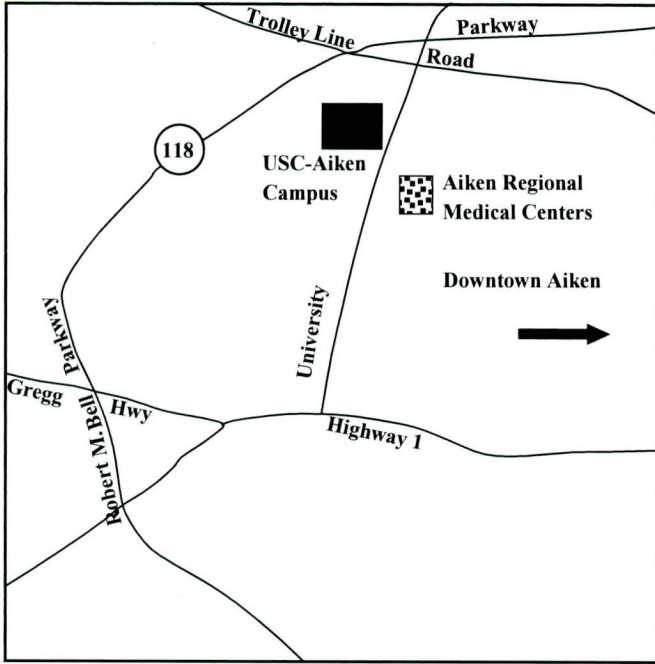 Trolley Line
Parkway
Road
118
USC-Aiken
Campus
Aiken Regional
Medical Centers
Downtown Aiken
University
Parkway
Gregg
Hwy
Robert M.Bell
Highway 1